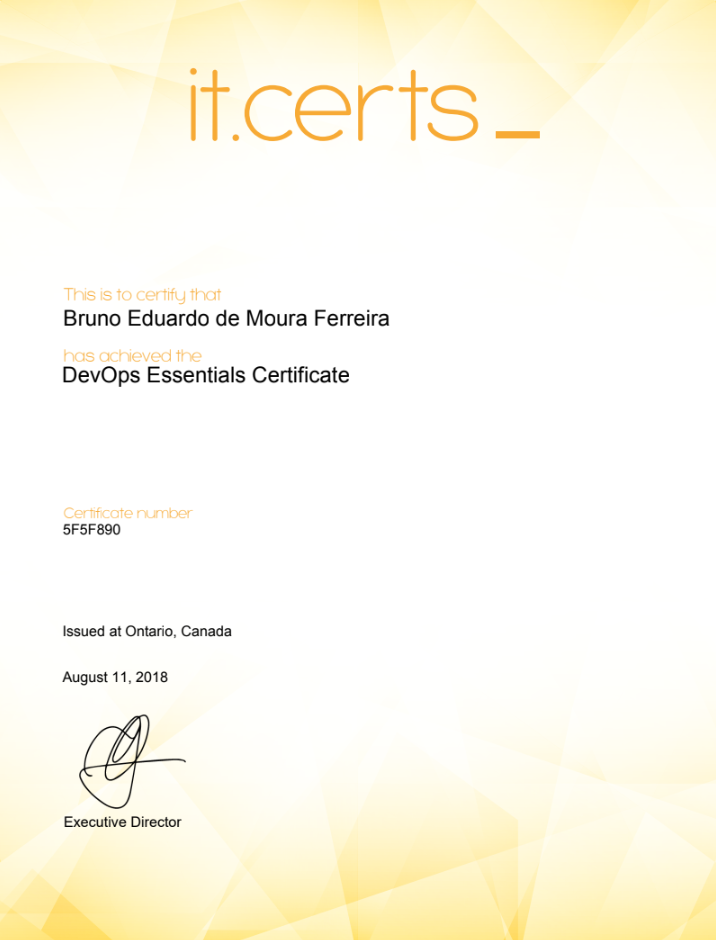 it.certs_
This is to certify that
Bruno Eduardo de Moura Ferreira
has achieved the
DevOps Essentials Certificate
Certificate number
5F5F890
Issued at Ontario, Canada
August 11, 2018
Executive Director